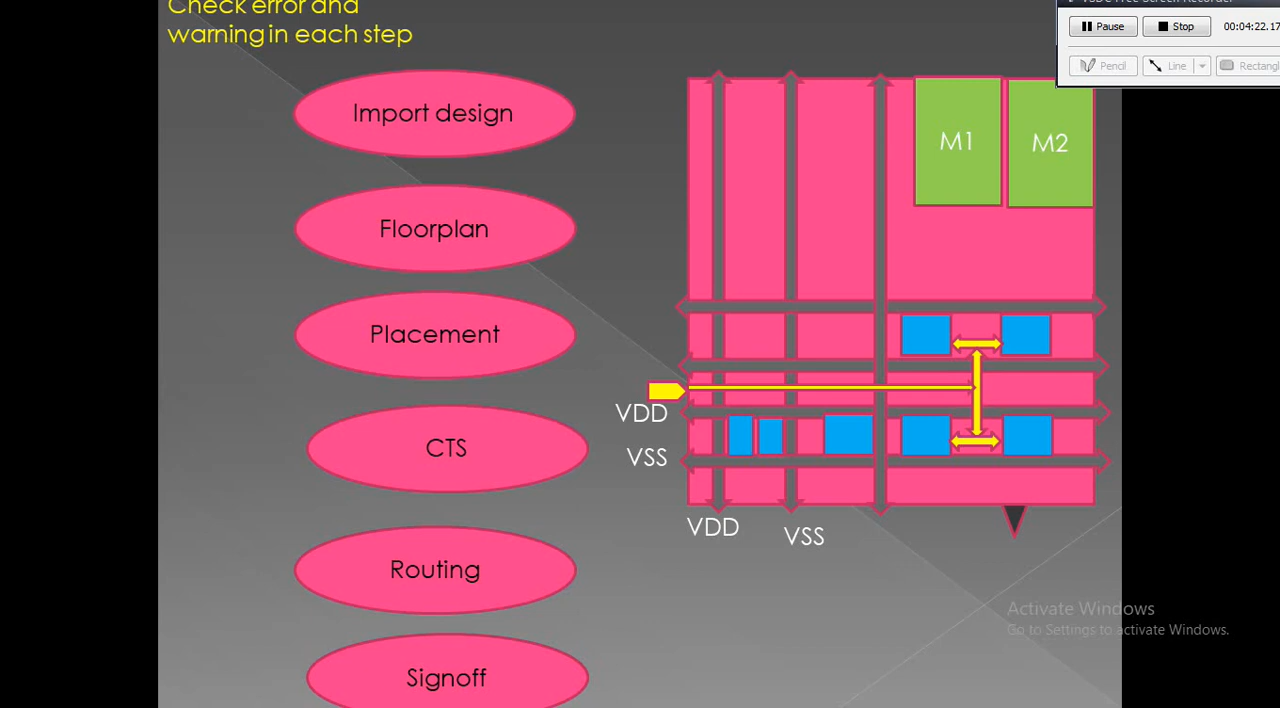 Check error and
warning in each step
Pause
Stop
00:04:22.17
Pencil
Line
Import design
Floorplan
Placement
CTS
Routing
Signoff
M1
M2
VDD
VSS
VDD
VSS
Activate Windows
Go to Settings to activate Windows.